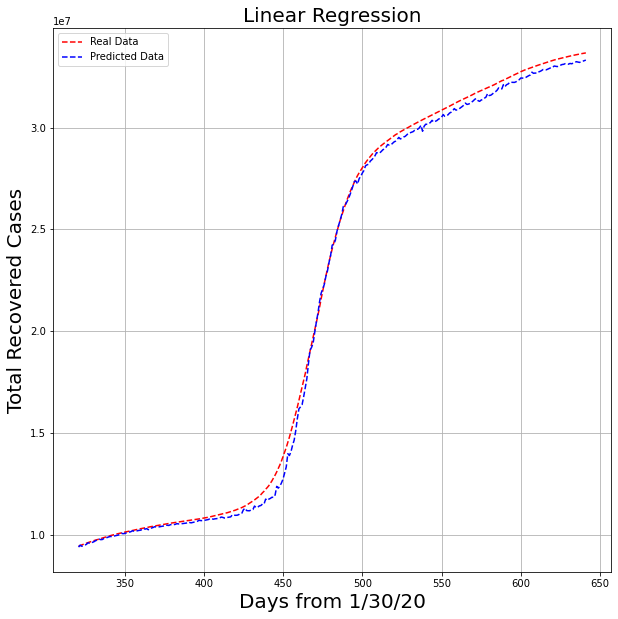 Linear Regression
1e7
Real Data
Predicted Data
3.0
2.5
2.0
1.5
1.0
Total Recovered Cases
350 400 450 500 550 600 650
Days from 1/30/20